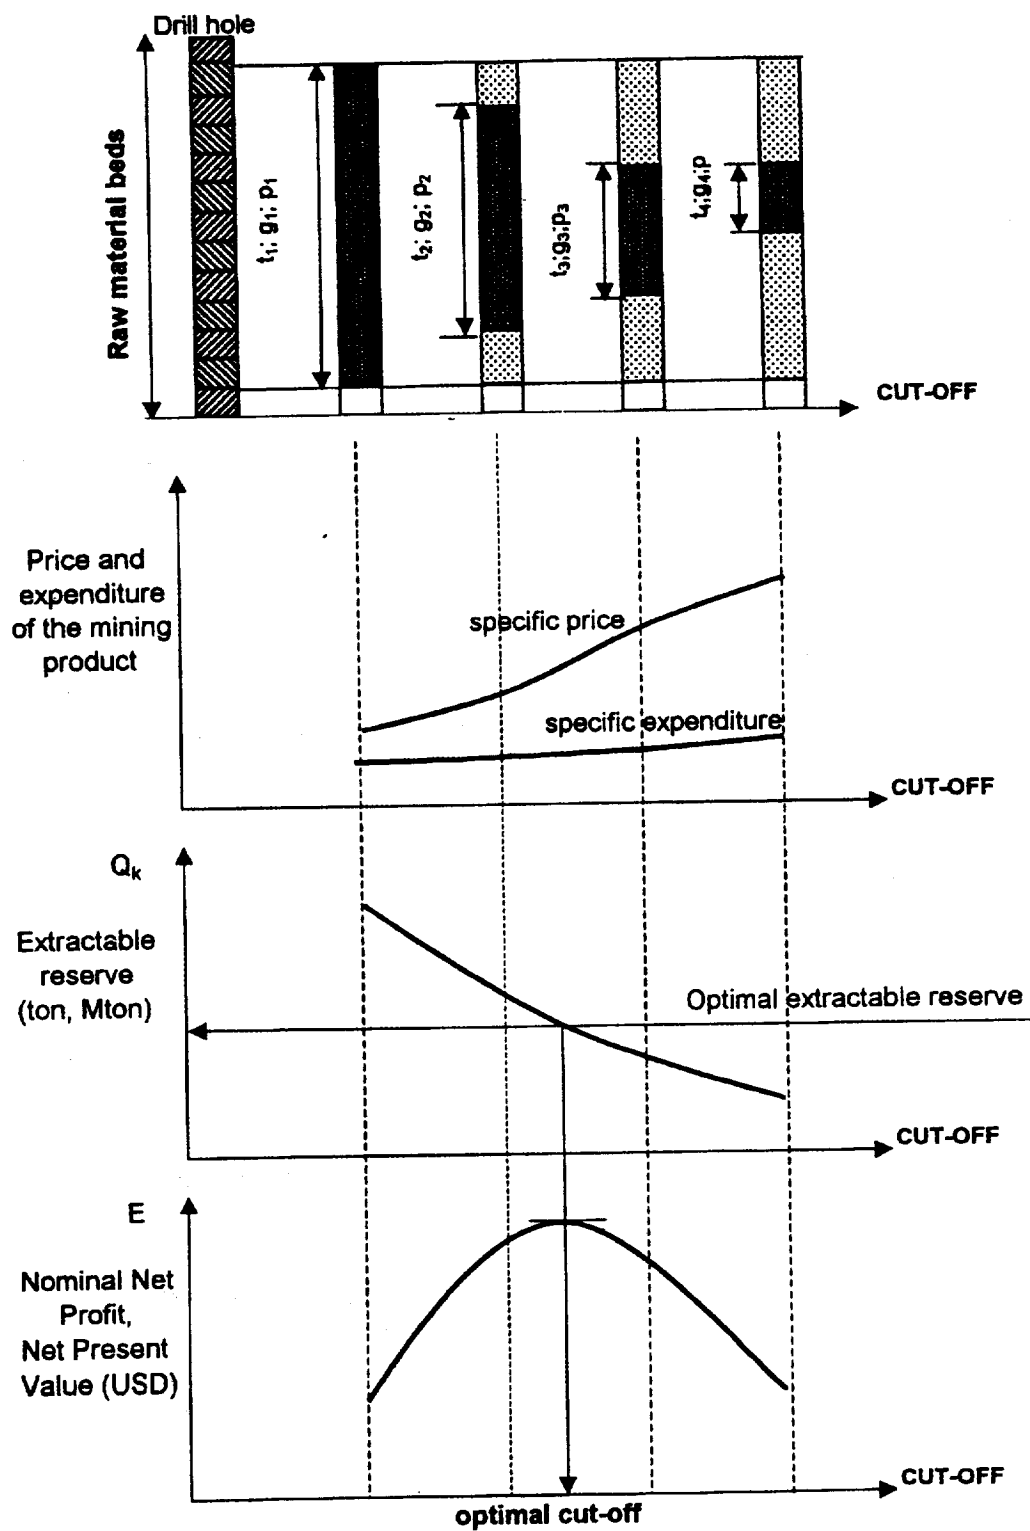 Drill hole
Raw material beds
t₁; g₁; p₁
t₂; g₂; p₂
t₃;g₃;p₃
t₄;g₄;p
CUT-OFF
Price and
expenditure
of the mining
product
specific price
specific expenditure
CUT-OFF
Qₖ
Extractable
reserve
(ton, Mton)
Optimal extractable reserve
CUT-OFF
E
Nominal Net
Profit,
Net Present
Value (USD)
CUT-OFF
optimal cut-off